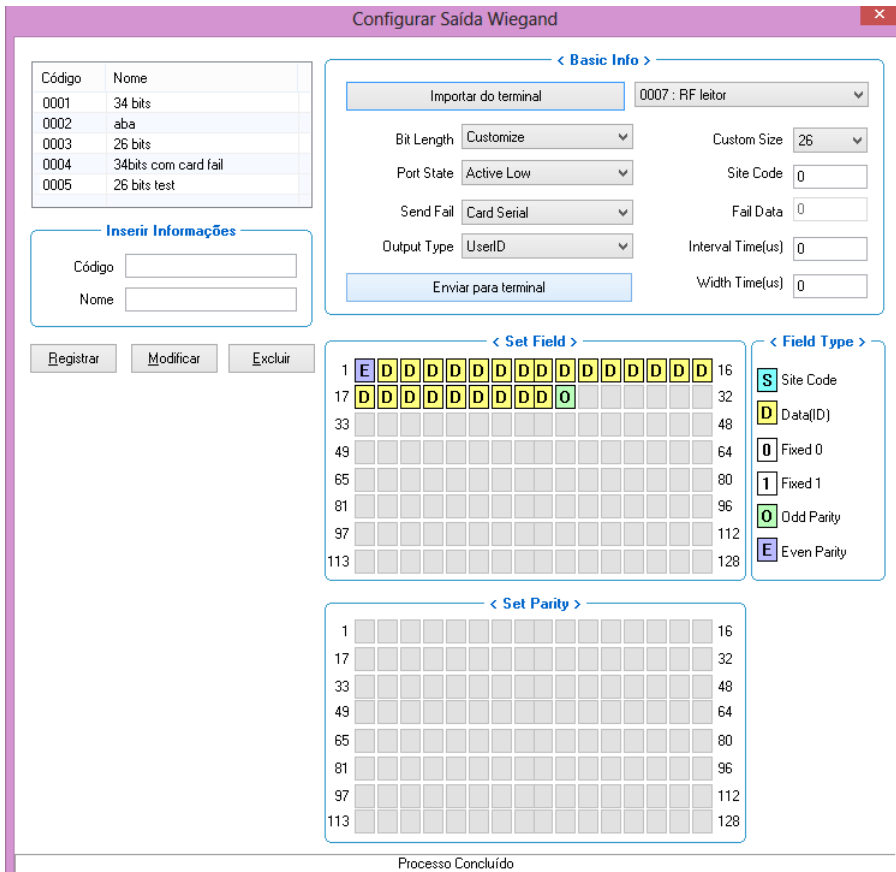 Configurar Saída Wiegand
Código Nome
0001 34 bits
0002 aba
0003 26 bits
0004 34bits com card fail
0005 26 bits test
Inserir Informações
Código
Nome
Registrar Modificar Excluir
< Basic Info >
Importar do terminal 0007 : RF leitor
Bit Length Customize Custom Size 26
Port State Active Low Site Code 0
Send Fail Card Serial Fail Data 0
Output Type UserID Interval Time(us) 0
Enviar para terminal Width Time(us) 0
< Set Field >
1 E D D D D D D D D D D D D D D D 16
17 D D D D D D D D D O 32
33 48
49 64
65 80
81 96
97 112
113 128
< Field Type >
S Site Code
D Data(ID)
0 Fixed 0
1 Fixed 1
O Odd Parity
E Even Parity
< Set Parity >
1 16
17 32
33 48
49 64
65 80
81 96
97 112
113 128
Processo Concluído